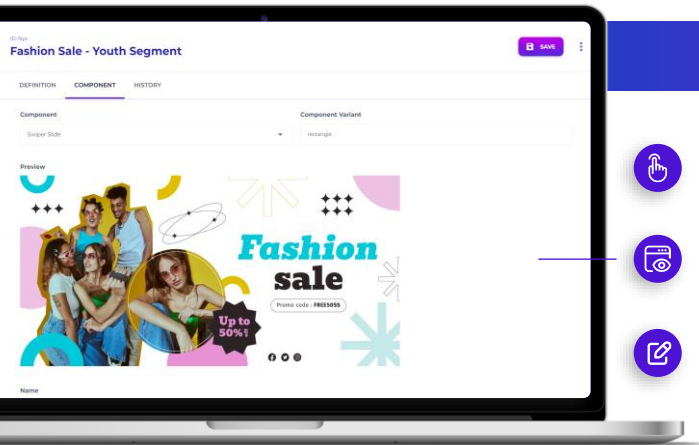 ID: Nyx
Fashion Sale - Youth Segment
SAVE
DEFINITION COMPONENT HISTORY
Component Component Variant
Swiper Slide rectangle
Preview
Fashion
sale
Promo code : FREE50SS
Up to
50%
Name